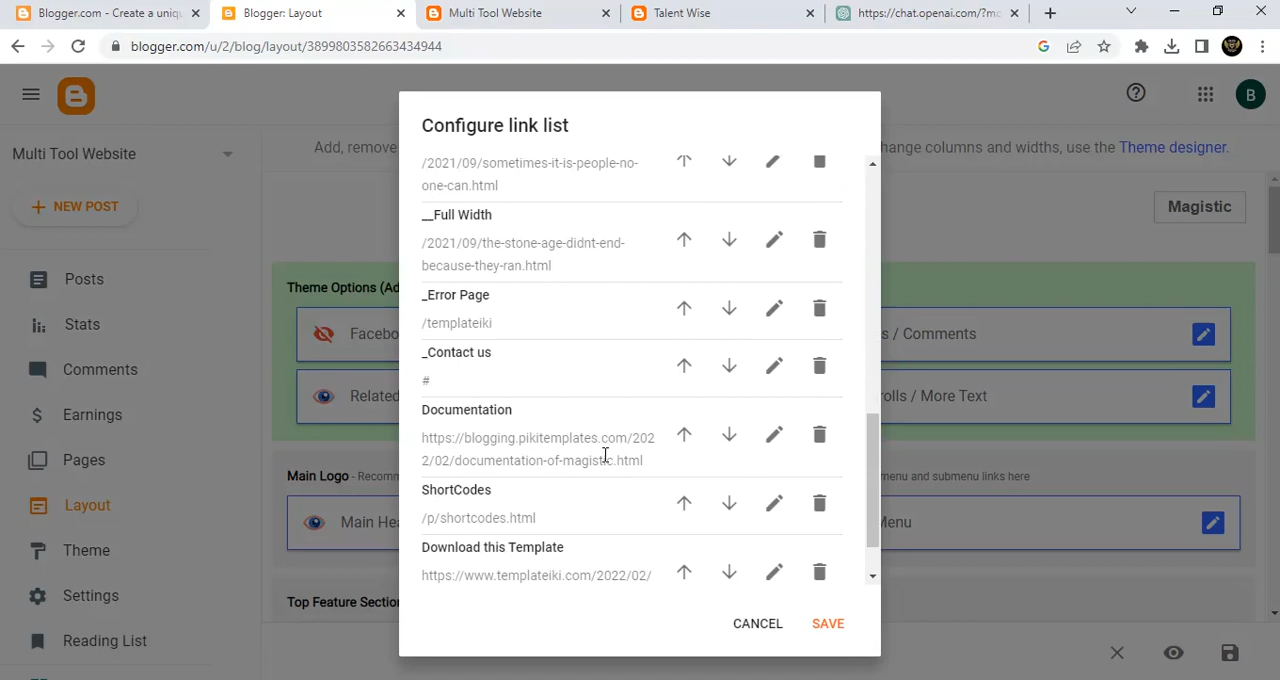 Blogger.com - Create a uniq
Blogger: Layout
Multi Tool Website
Talent Wise
https://chat.openai.com/?mo
blogger.com/u/2/blog/layout/3899803582663434944
B
Multi Tool Website
NEW POST
Posts
Stats
Comments
Earnings
Pages
Layout
Theme
Settings
Reading List
Add, remove
hange columns and widths, use the Theme designer.
Magistic
Theme Options (Ad
Facebo
s / Comments
Related
rolls / More Text
Main Logo - Recomm
menu and submenu links here
Main Hea
Menu
Top Feature Section
Configure link list
/2021/09/sometimes-it-is-people-no-
one-can.html
__Full Width
/2021/09/the-stone-age-didnt-end-
because-they-ran.html
_Error Page
/templateiki
_Contact us
#
Documentation
https://blogging.pikitemplates.com/202
2/02/documentation-of-magistic.html
ShortCodes
/p/shortcodes.html
Download this Template
https://www.templateiki.com/2022/02/
CANCEL
SAVE